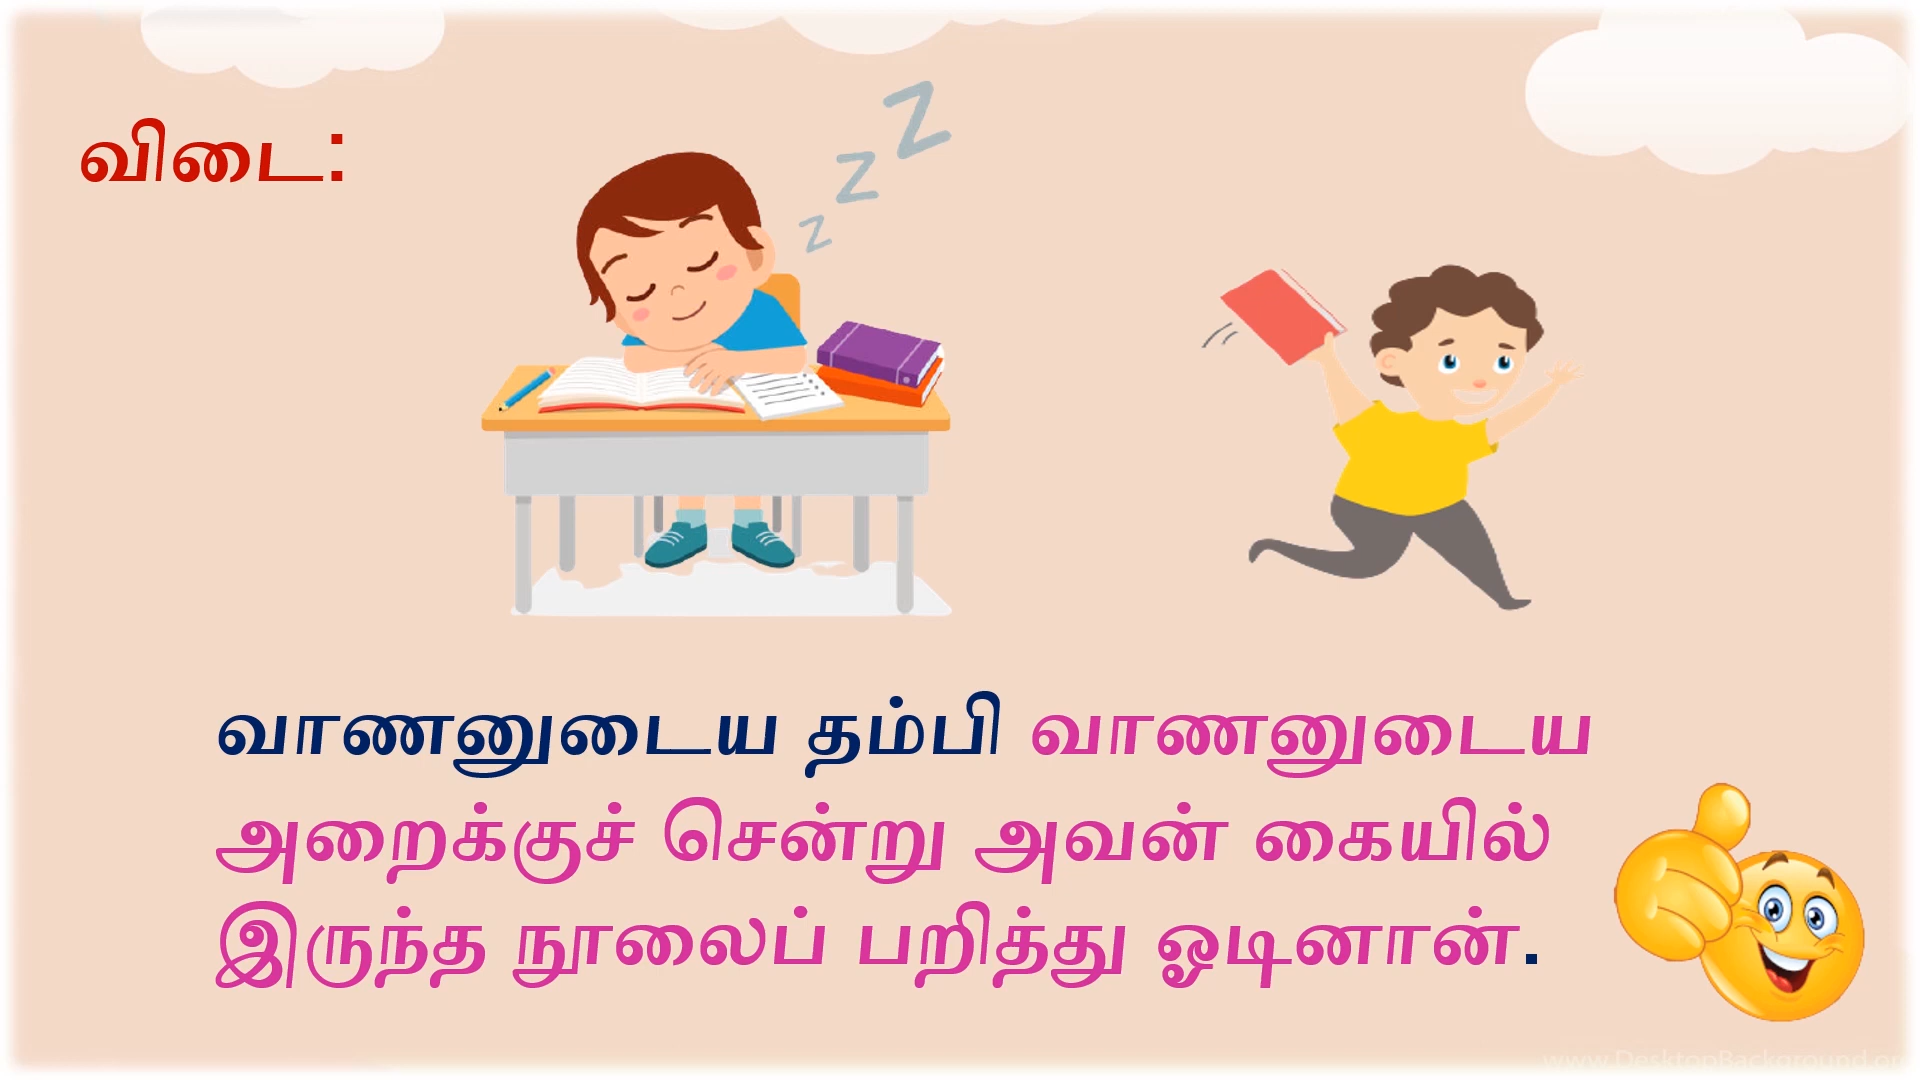 விடை:
z
z
z
வாணனுடைய தம்பி வாணனுடைய
அறைக்குச் சென்று அவன் கையில்
இருந்த நூலைப் பறித்து ஓடினான்.